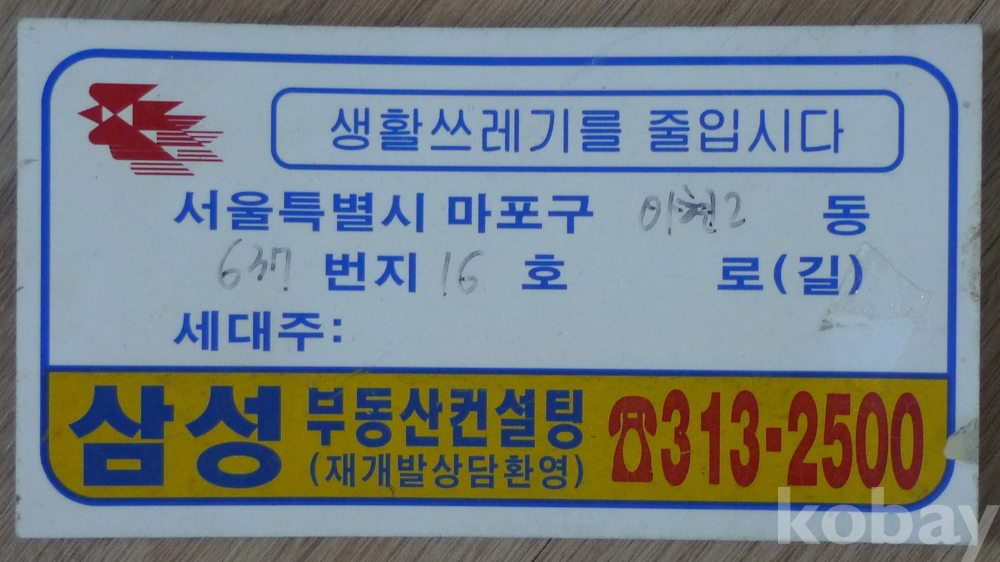 생활쓰레기를 줄입시다
서울특별시 마포구 아현2 동
637 번지 16 호 로(길)
세대주:
삼성 부동산컨설팅 ☎313-2500
(재개발상담환영)
kobay